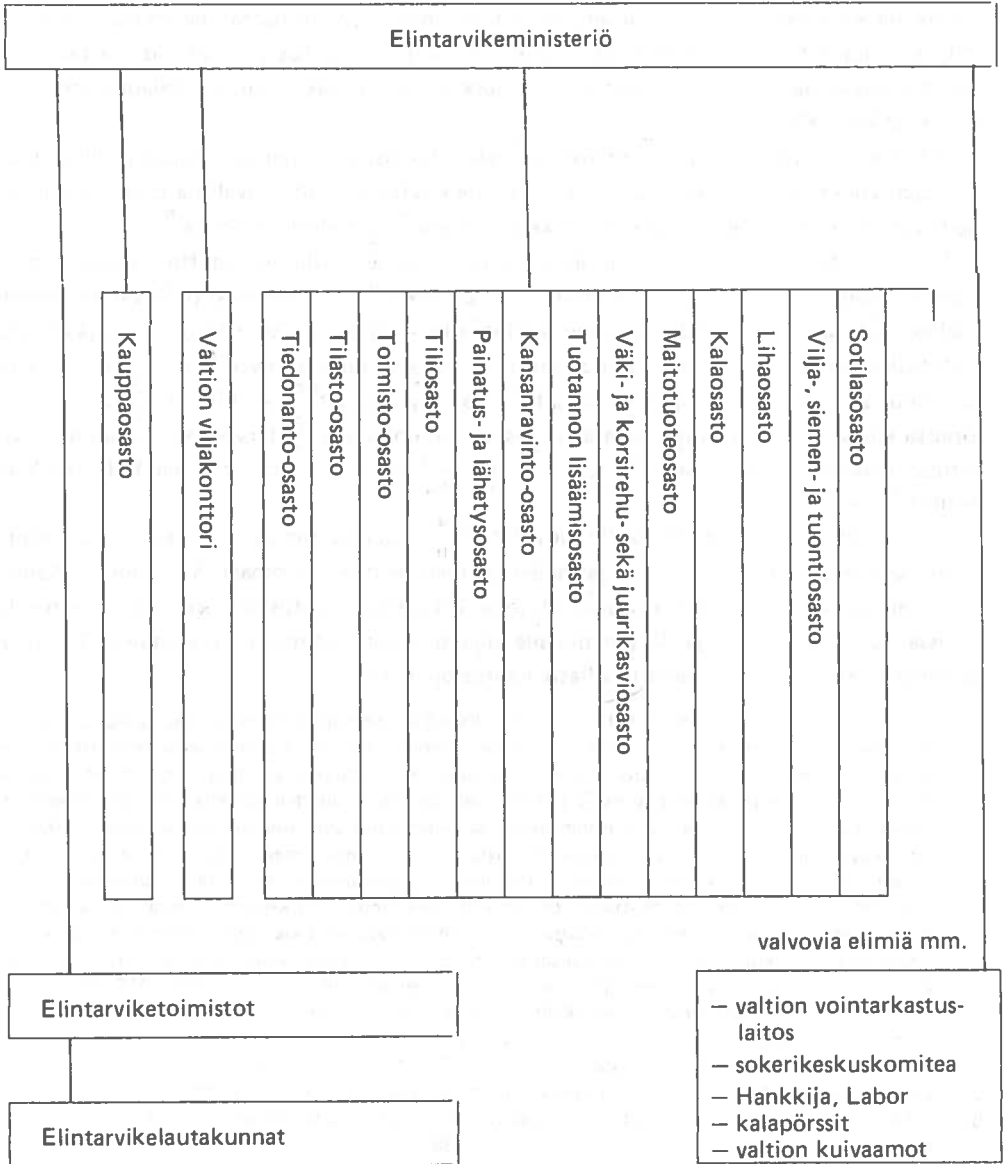 Elintarvikeministeriö
Kauppaosasto
Valtion viljakonttori
Tiedonanto-osasto
Tilasto-osasto
Toimisto-osasto
Tiliosasto
Painatus- ja lähetysosasto
Kansanravinto-osasto
Tuotannon lisäämisosasto
Väki- ja korsirehu- sekä juurikasviosasto
Maitotuoteosasto
Kalaosasto
Lihaosasto
Vilja-, siemen- ja tuontiosasto
Sotilasosasto
valvovia elimiä mm.
— valtion vointarkastus-
laitos
— sokerikeskuskomitea
— Hankkija, Labor
— kalapörssit
— valtion kuivaamot
Elintarviketoimistot
Elintarvikelautakunnat